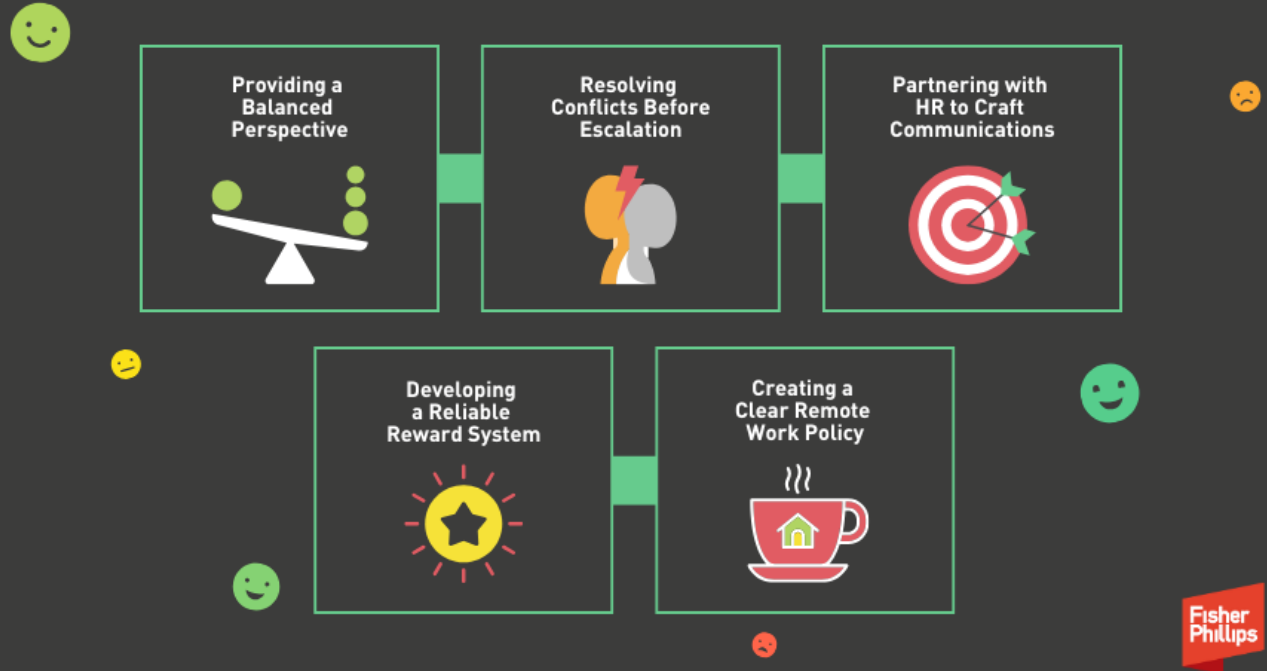 Providing a
Balanced
Perspective
Resolving
Conflicts Before
Escalation
Partnering with
HR to Craft
Communications
Developing
a Reliable
Reward System
Creating a
Clear Remote
Work Policy
Fisher
Phillips